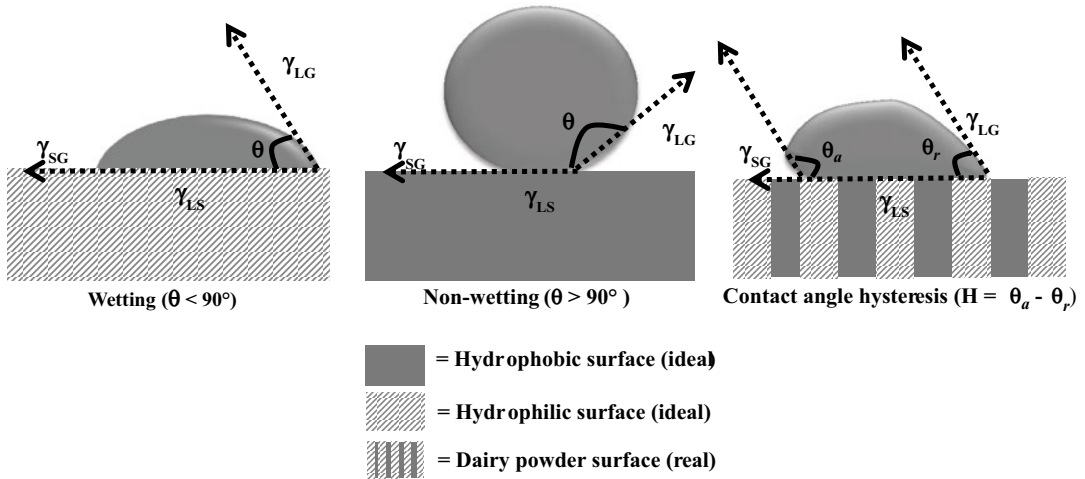 γLG
θ
γSG
γLS
Wetting (θ < 90°)
θ
γLG
γSG
γLS
Non-wetting (θ > 90° )
γLG
γSG
θa
θr
γLS
Contact angle hysteresis (H = θa - θr)
= Hydrophobic surface (ideal)
= Hydrophilic surface (ideal)
= Dairy powder surface (real)